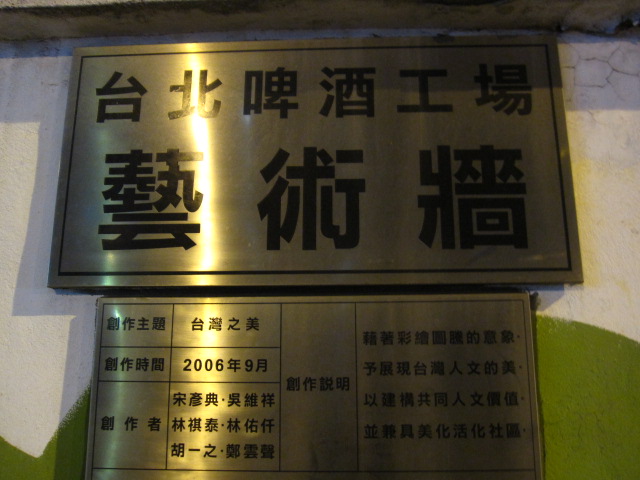 台北啤酒工場
藝術牆
創作主題 台灣之美
創作時間 2006年9月
創作者
宋彥典·吳維祥
林祺泰·林佑仟
胡一之·鄭雲聲
創作說明
藉著彩繪圖騰的意象·
予展現台灣人文的美·
以建構共同人文價值·
並兼具美化活化社區·